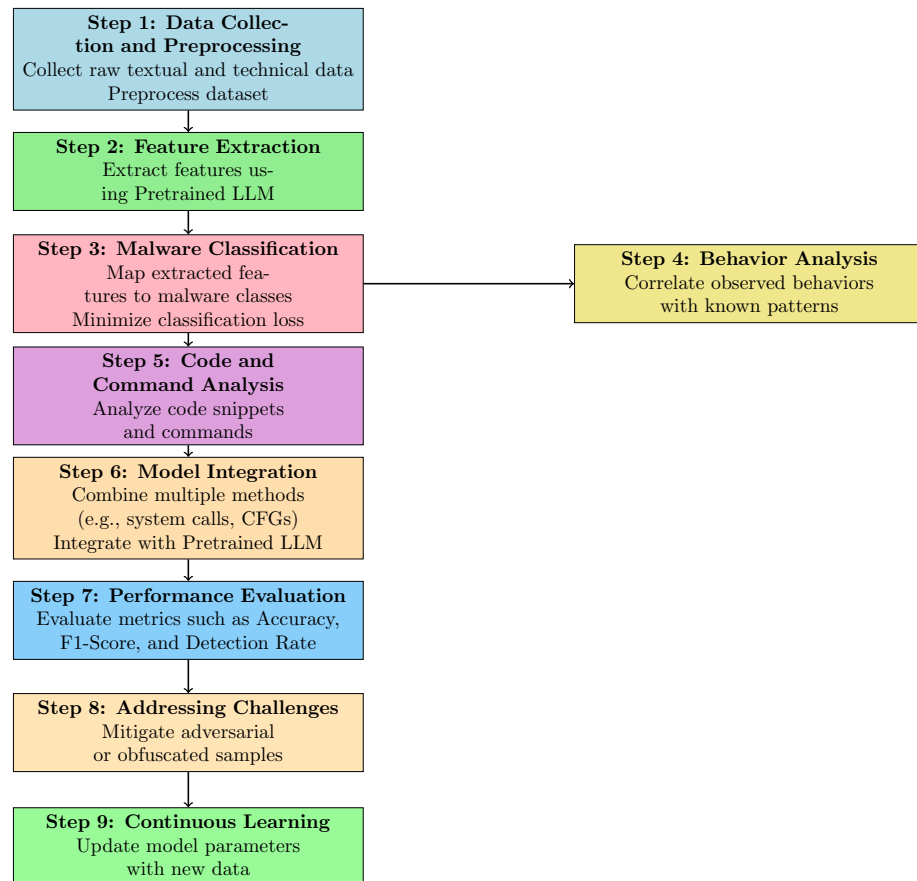 Step 1: Data Collec-
tion and Preprocessing
Collect raw textual and technical data
Preprocess dataset
Step 2: Feature Extraction
Extract features us-
ing Pretrained LLM
Step 3: Malware Classification
Map extracted fea-
tures to malware classes
Minimize classification loss
Step 4: Behavior Analysis
Correlate observed behaviors
with known patterns
Step 5: Code and
Command Analysis
Analyze code snippets
and commands
Step 6: Model Integration
Combine multiple methods
(e.g., system calls, CFGs)
Integrate with Pretrained LLM
Step 7: Performance Evaluation
Evaluate metrics such as Accuracy,
F1-Score, and Detection Rate
Step 8: Addressing Challenges
Mitigate adversarial
or obfuscated samples
Step 9: Continuous Learning
Update model parameters
with new data